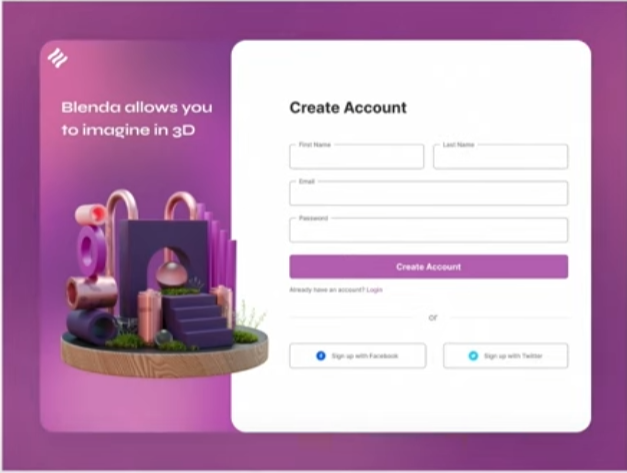 Blenda allows you
to imagine in 3D
Create Account
First Name
Last Name
Email
Password
Create Account
Already have an account? Login
or
Sign up with Facebook
Sign up with Twitter